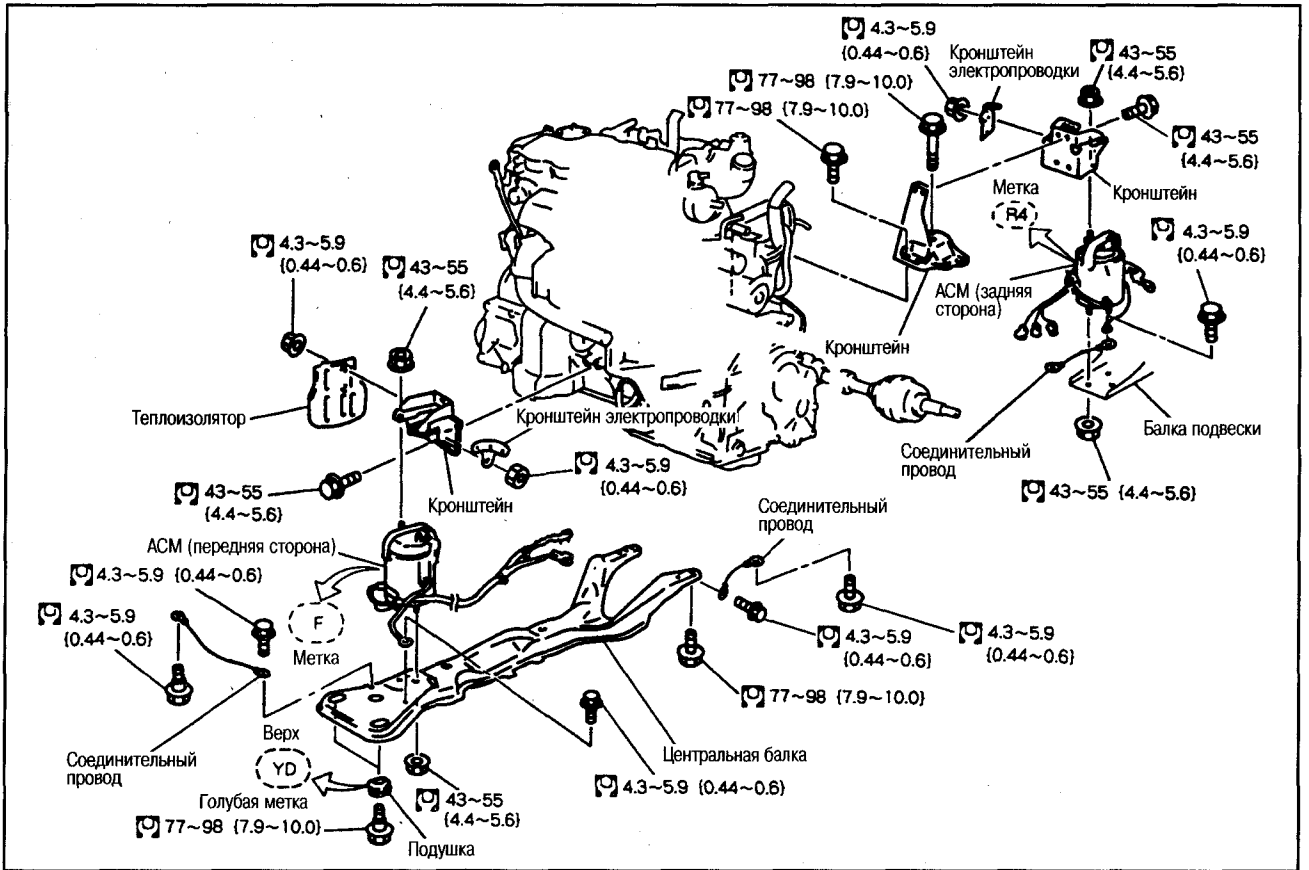 4.3~5.9
{0.44~0.6}
Кронштейн
электропроводки
43~55
{4.4~5.6}
77~98 {7.9~10.0}
77~98 {7.9~10.0}
43~55
{4.4~5.6}
Метка
R4
Кронштейн
4.3~5.9
{0.44~0.6}
4.3~5.9
{0.44~0.6}
43~55
{4.4~5.6}
АСМ (задняя
сторона)
Кронштейн
Теплоизолятор
Кронштейн электропроводки
Балка подвески
Соединительный
провод
4.3~5.9
{0.44~0.6}
43~55
{4.4~5.6}
Кронштейн
43~55 {4.4~5.6}
Соединительный
провод
АСМ (передняя сторона)
4.3~5.9 {0.44~0.6}
4.3~5.9
{0.44~0.6}
F
Метка
4.3~5.9
{0.44~0.6}
4.3~5.9
{0.44~0.6}
77~98 {7.9~10.0}
Верх
Соединительный
провод
YD
Центральная балка
4.3~5.9 {0.44~0.6}
Голубая метка
43~55
{4.4~5.6}
77~98 {7.9~10.0}
Подушка